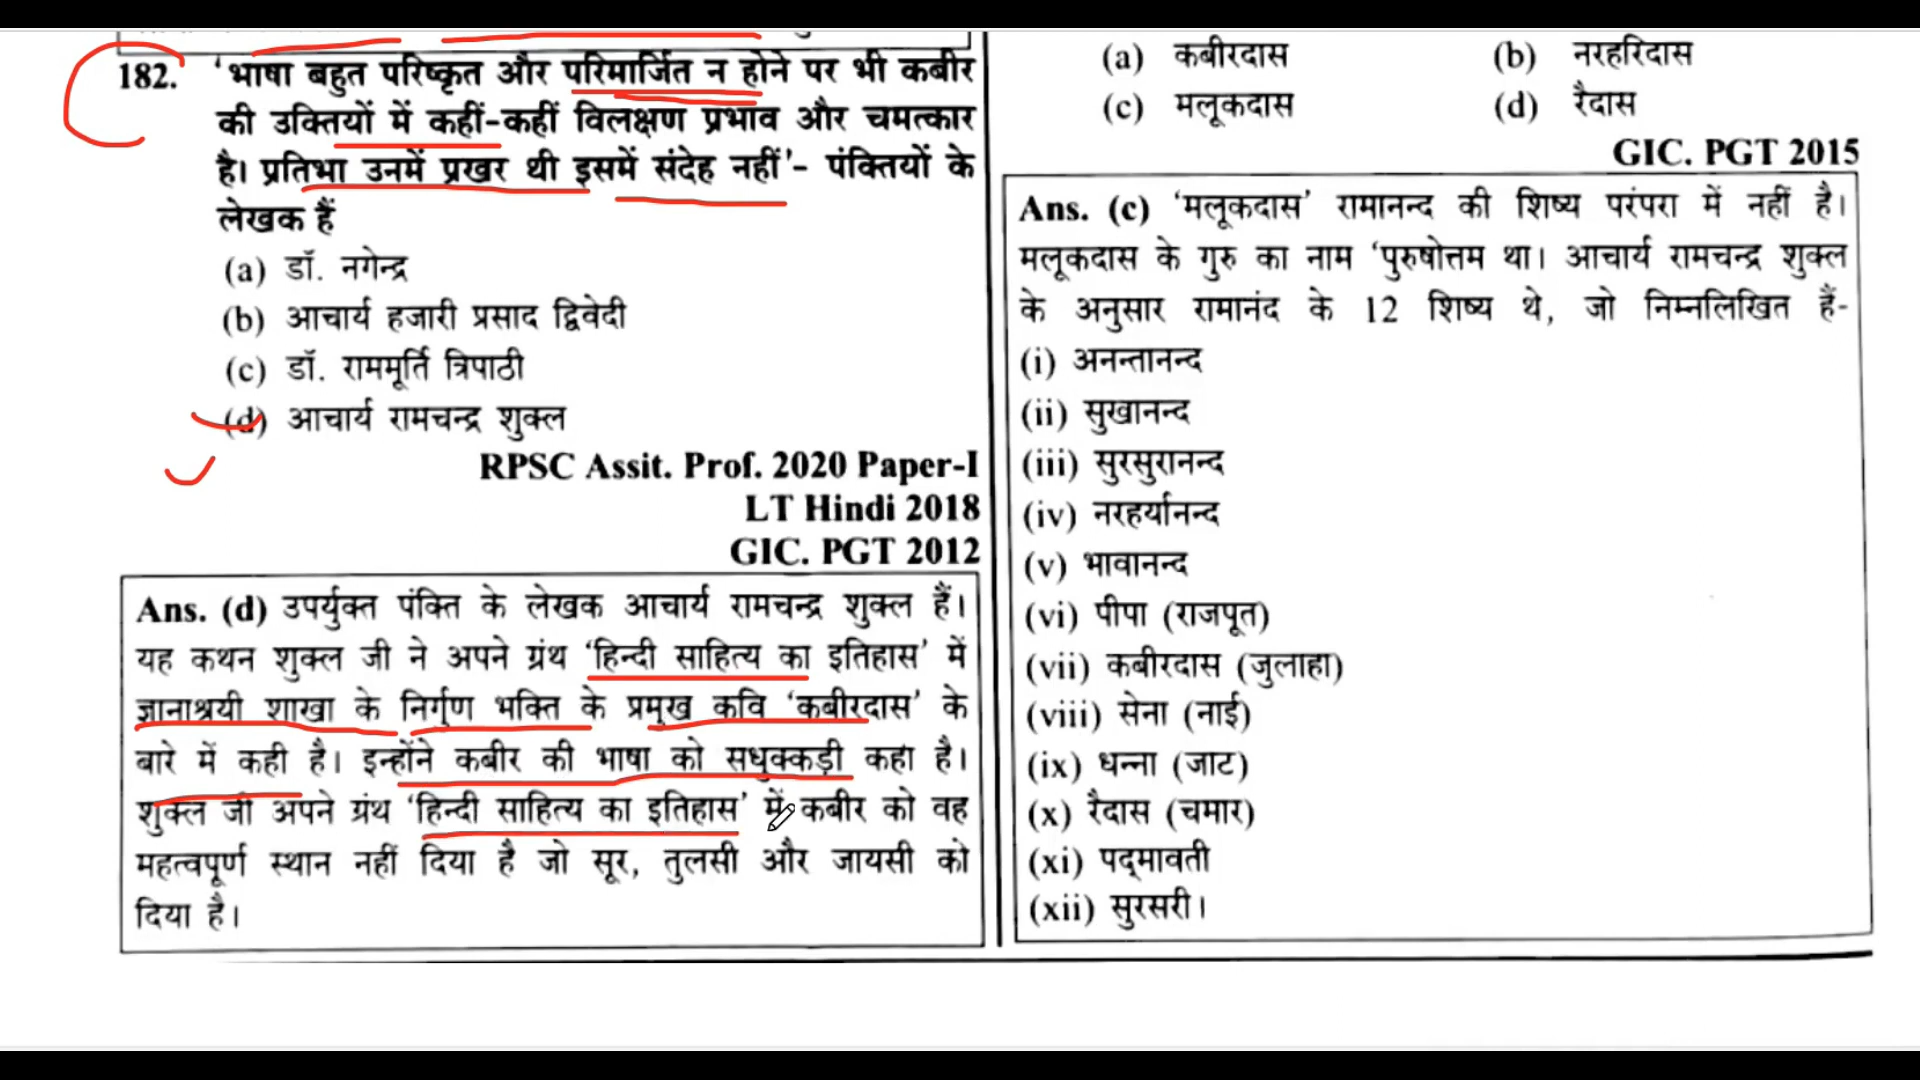 182. 'भाषा बहुत परिष्कृत और परिमार्जित न होने पर भी कबीर
की उक्तियों में कहीं-कहीं विलक्षण प्रभाव और चमत्कार
है। प्रतिभा उनमें प्रखर थी इसमें संदेह नहीं'- पंक्तियों के
लेखक हैं
(a) डॉ. नगेन्द्र
(b) आचार्य हजारी प्रसाद द्विवेदी
(c) डॉ. राममूर्ति त्रिपाठी
(d) आचार्य रामचन्द्र शुक्ल
RPSC Assit. Prof. 2020 Paper-I
LT Hindi 2018
GIC. PGT 2012
Ans. (d) उपर्युक्त पंक्ति के लेखक आचार्य रामचन्द्र शुक्ल हैं।
यह कथन शुक्ल जी ने अपने ग्रंथ 'हिन्दी साहित्य का इतिहास' में
ज्ञानाश्रयी शाखा के निर्गुण भक्ति के प्रमुख कवि 'कबीरदास' के
बारे में कही है। इन्होंने कबीर की भाषा को सधुक्कड़ी कहा है।
शुक्ल जी अपने ग्रंथ 'हिन्दी साहित्य का इतिहास' में कबीर को वह
महत्वपूर्ण स्थान नहीं दिया है जो सूर, तुलसी और जायसी को
दिया है।
(a) कबीरदास (b) नरहरिदास
(c) मलूकदास (d) रैदास
GIC. PGT 2015
Ans. (c) 'मलूकदास' रामानन्द की शिष्य परंपरा में नहीं है।
मलूकदास के गुरु का नाम 'पुरुषोत्तम था। आचार्य रामचन्द्र शुक्ल
के अनुसार रामानंद के 12 शिष्य थे, जो निम्नलिखित हैं-
(i) अनन्तानन्द
(ii) सुखानन्द
(iii) सुरसुरानन्द
(iv) नरहर्यानन्द
(v) भावानन्द
(vi) पीपा (राजपूत)
(vii) कबीरदास (जुलाहा)
(viii) सेना (नाई)
(ix) धन्ना (जाट)
(x) रैदास (चमार)
(xi) पद्‌मावती
(xii) सुरसरी।